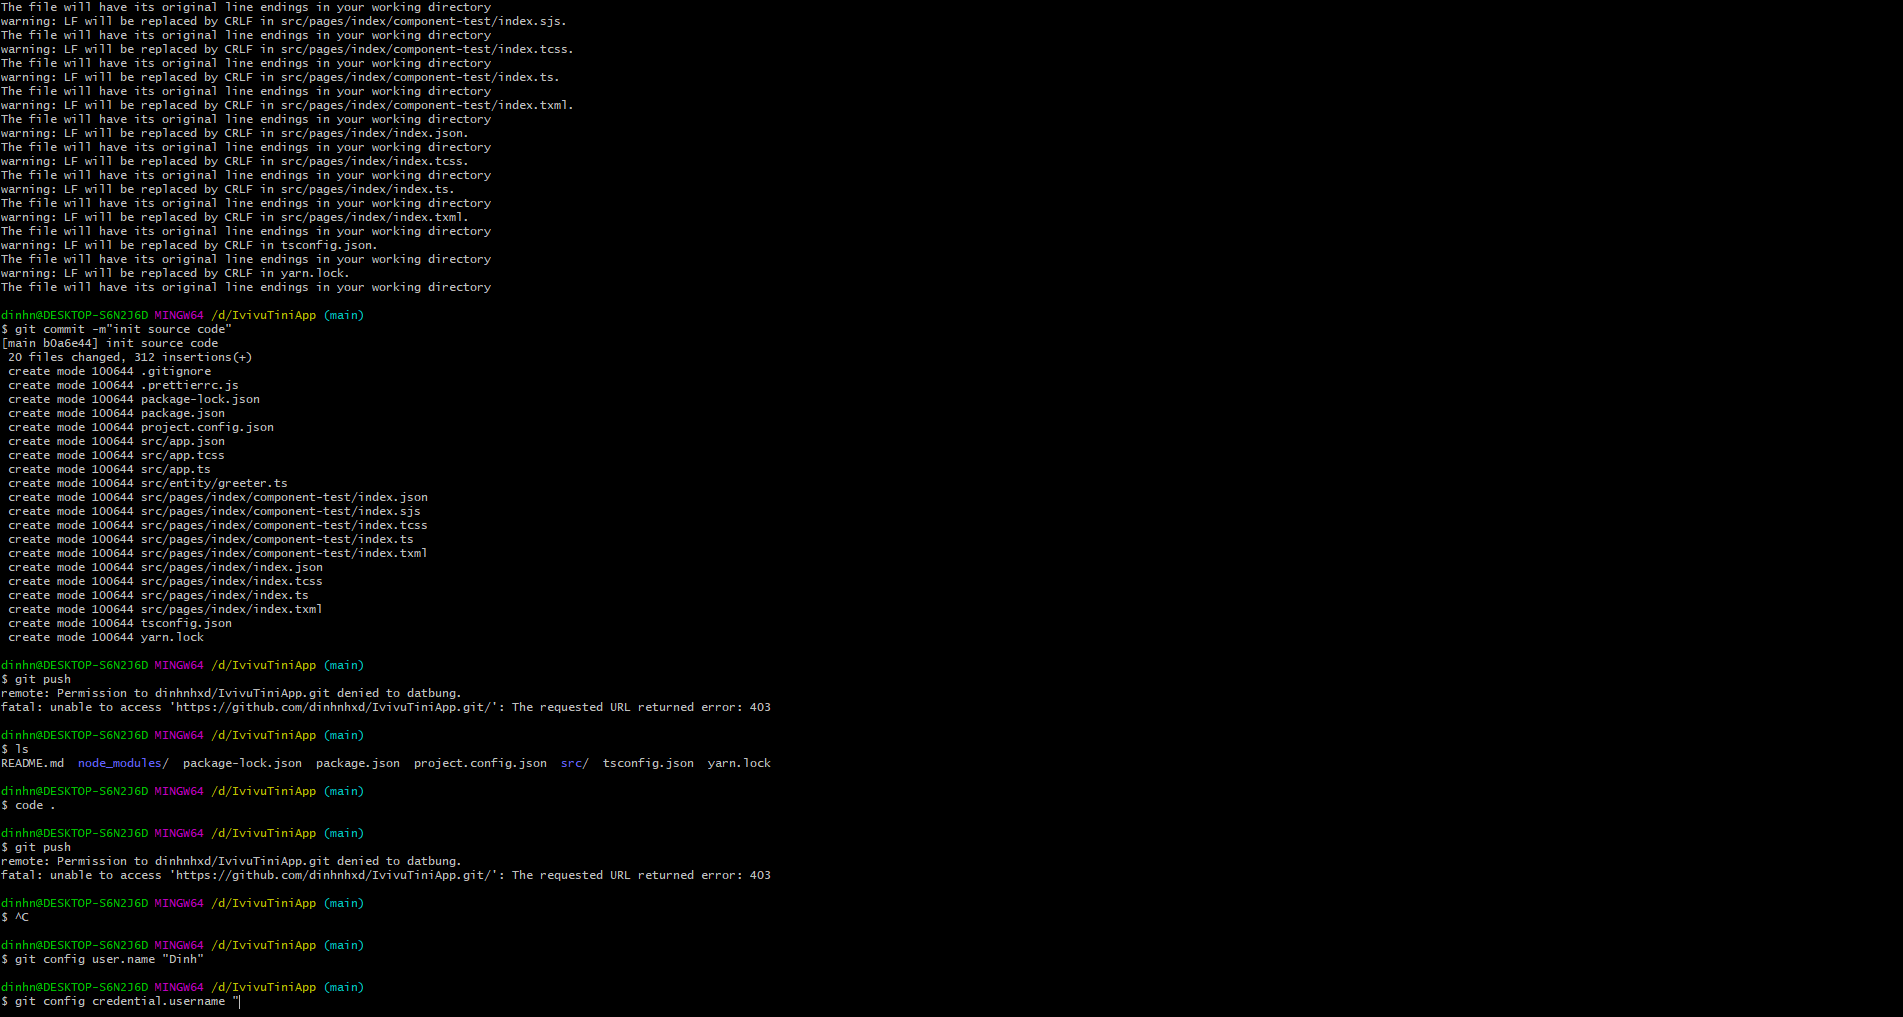 The file will have its original line endings in your working directory
warning: LF will be replaced by CRLF in src/pages/index/component-test/index.sjs.
The file will have its original line endings in your working directory
warning: LF will be replaced by CRLF in src/pages/index/component-test/index.tcss.
The file will have its original line endings in your working directory
warning: LF will be replaced by CRLF in src/pages/index/component-test/index.ts.
The file will have its original line endings in your working directory
warning: LF will be replaced by CRLF in src/pages/index/component-test/index.txml.
The file will have its original line endings in your working directory
warning: LF will be replaced by CRLF in src/pages/index/index.json.
The file will have its original line endings in your working directory
warning: LF will be replaced by CRLF in src/pages/index/index.tcss.
The file will have its original line endings in your working directory
warning: LF will be replaced by CRLF in src/pages/index/index.ts.
The file will have its original line endings in your working directory
warning: LF will be replaced by CRLF in src/pages/index/index.txml.
The file will have its original line endings in your working directory
warning: LF will be replaced by CRLF in tsconfig.json.
The file will have its original line endings in your working directory
warning: LF will be replaced by CRLF in yarn.lock.
The file will have its original line endings in your working directory
dinhn@DESKTOP-S6N2J6D MINGW64 /d/IvivuTiniApp (main)
$ git commit -m"init source code"
[main b0a6e44] init source code
20 files changed, 312 insertions(+)
create mode 100644 .gitignore
create mode 100644 .prettierrc.js
create mode 100644 package-lock.json
create mode 100644 package.json
create mode 100644 project.config.json
create mode 100644 src/app.json
create mode 100644 src/app.tcss
create mode 100644 src/app.ts
create mode 100644 src/entity/greeter.ts
create mode 100644 src/pages/index/component-test/index.json
create mode 100644 src/pages/index/component-test/index.sjs
create mode 100644 src/pages/index/component-test/index.tcss
create mode 100644 src/pages/index/component-test/index.ts
create mode 100644 src/pages/index/component-test/index.txml
create mode 100644 src/pages/index/index.json
create mode 100644 src/pages/index/index.tcss
create mode 100644 src/pages/index/index.ts
create mode 100644 src/pages/index/index.txml
create mode 100644 tsconfig.json
create mode 100644 yarn.lock
dinhn@DESKTOP-S6N2J6D MINGW64 /d/IvivuTiniApp (main)
$ git push
remote: Permission to dinhnhxd/IvivuTiniApp.git denied to datbung.
fatal: unable to access 'https://github.com/dinhnhxd/IvivuTiniApp.git/': The requested URL returned error: 403
dinhn@DESKTOP-S6N2J6D MINGW64 /d/IvivuTiniApp (main)
$ ls
README.md node_modules/ package-lock.json package.json project.config.json src/ tsconfig.json yarn.lock
dinhn@DESKTOP-S6N2J6D MINGW64 /d/IvivuTiniApp (main)
$ code .
dinhn@DESKTOP-S6N2J6D MINGW64 /d/IvivuTiniApp (main)
$ git push
remote: Permission to dinhnhxd/IvivuTiniApp.git denied to datbung.
fatal: unable to access 'https://github.com/dinhnhxd/IvivuTiniApp.git/': The requested URL returned error: 403
dinhn@DESKTOP-S6N2J6D MINGW64 /d/IvivuTiniApp (main)
$ ^C
dinhn@DESKTOP-S6N2J6D MINGW64 /d/IvivuTiniApp (main)
$ git config user.name "Dinh"
dinhn@DESKTOP-S6N2J6D MINGW64 /d/IvivuTiniApp (main)
$ git config credential.username "